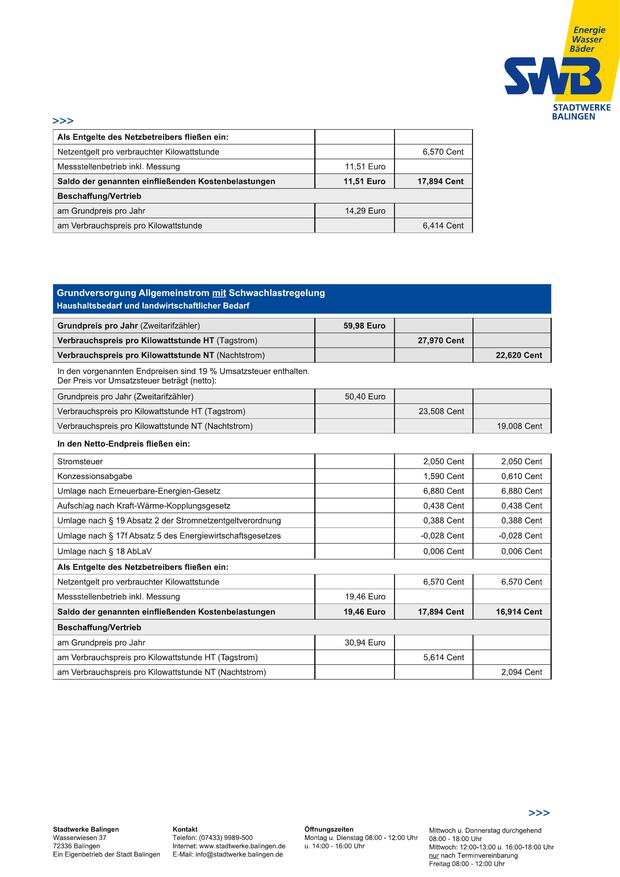 Energie
Wasser
Bäder
SWB
STADTWERKE
BALINGEN
>>>
Als Entgelte des Netzbetreibers fließen ein:
Netzentgelt pro verbrauchter Kilowattstunde 6,570 Cent
Messstellenbetrieb inkl. Messung 11,51 Euro
Saldo der genannten einfließenden Kostenbelastungen 11,51 Euro 17,894 Cent
Beschaffung/Vertrieb
am Grundpreis pro Jahr 14,29 Euro
am Verbrauchspreis pro Kilowattstunde 6,414 Cent
Grundversorgung Allgemeinstrom mit Schwachlastregelung
Haushaltsbedarf und landwirtschaftlicher Bedarf
Grundpreis pro Jahr (Zweitarifzähler) 59,98 Euro
Verbrauchspreis pro Kilowattstunde HT (Tagstrom) 27,970 Cent
Verbrauchspreis pro Kilowattstunde NT (Nachtstrom) 22,620 Cent
In den vorgenannten Endpreisen sind 19 % Umsatzsteuer enthalten.
Der Preis vor Umsatzsteuer beträgt (netto):
Grundpreis pro Jahr (Zweitarifzähler) 50,40 Euro
Verbrauchspreis pro Kilowattstunde HT (Tagstrom) 23,508 Cent
Verbrauchspreis pro Kilowattstunde NT (Nachtstrom) 19,008 Cent
In den Netto-Endpreis fließen ein:
Stromsteuer 2,050 Cent 2,050 Cent
Konzessionsabgabe 1,590 Cent 0,610 Cent
Umlage nach Erneuerbare-Energien-Gesetz 6,880 Cent 6,880 Cent
Aufschlag nach Kraft-Wärme-Kopplungsgesetz 0,438 Cent 0,438 Cent
Umlage nach § 19 Absatz 2 der Stromnetzentgeltverordnung 0,388 Cent 0,388 Cent
Umlage nach § 17f Absatz 5 des Energiewirtschaftsgesetzes -0,028 Cent -0,028 Cent
Umlage nach § 18 AbLaV 0,006 Cent 0,006 Cent
Als Entgelte des Netzbetreibers fließen ein:
Netzentgelt pro verbrauchter Kilowattstunde 6,570 Cent 6,570 Cent
Messstellenbetrieb inkl. Messung 19,46 Euro
Saldo der genannten einfließenden Kostenbelastungen 19,46 Euro 17,894 Cent 16,914 Cent
Beschaffung/Vertrieb
am Grundpreis pro Jahr 30,94 Euro
am Verbrauchspreis pro Kilowattstunde HT (Tagstrom) 5,614 Cent
am Verbrauchspreis pro Kilowattstunde NT (Nachtstrom) 2,094 Cent
>>>
Stadtwerke Balingen
Wasserwiesen 37
72336 Balingen
Ein Eigenbetrieb der Stadt Balingen
Kontakt
Telefon: (07433) 9989-500
Internet: www.stadtwerke.balingen.de
E-Mail: info@stadtwerke.balingen.de
Öffnungszeiten
Montag u. Dienstag 08:00 - 12:00 Uhr
u. 14:00 - 16:00 Uhr
Mittwoch u. Donnerstag durchgehend
08:00 - 18:00 Uhr
Mittwoch: 12:00-13:00 u. 16:00-18:00 Uhr
nur nach Terminvereinbarung
Freitag 08:00 - 12:00 Uhr